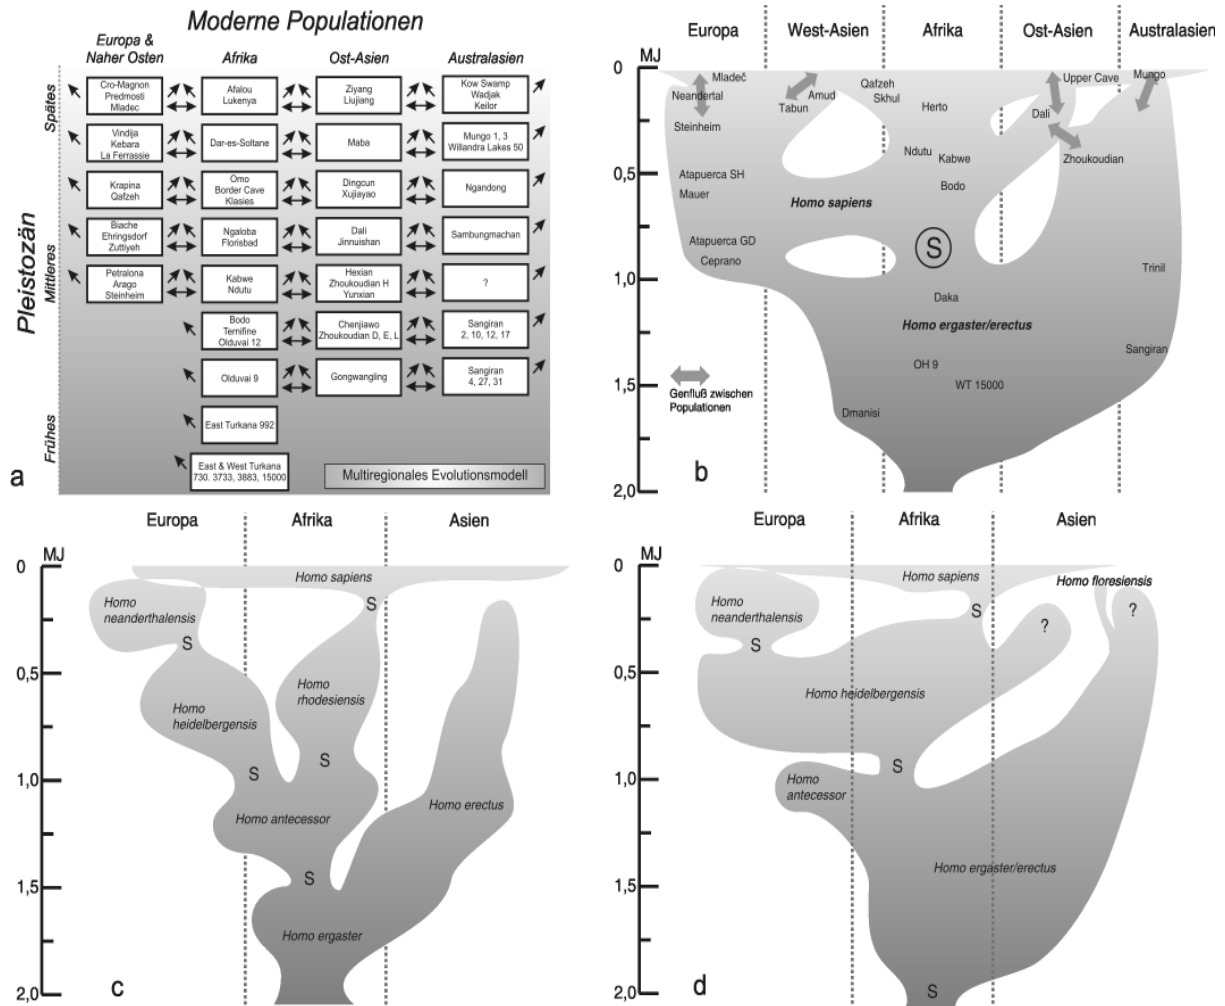 Moderne Populationen
Europa &
Naher Osten
Afrika
Ost-Asien
Australasien
Pleistozän
Spätes
Mittleres
Frühes
Cro-Magnon
Predmosti
Mladec
Afalou
Lukenya
Ziyang
Liujiang
Kow Swamp
Wadjak
Keilor
Vindija
Kebara
La Ferrassie
Dar-es-Soltane
Maba
Mungo 1, 3
Willandra Lakes 50
Krapina
Qafzeh
Omo
Border Cave
Klasies
Dingcun
Xujiayao
Ngandong
Biache
Ehringsdorf
Zuttiyeh
Ngaloba
Florisbad
Dali
Jinnuishan
Sambungmachan
Petralona
Arago
Steinheim
Kabwe
Ndutu
Hexian
Zhoukoudian H
Yunxian
?
Bodo
Ternifine
Olduvai 12
Chenjiawo
Zhoukoudian D, E, L
Sangiran
2, 10, 12, 17
Olduvai 9
Gongwangling
Sangiran
4, 27, 31
East Turkana 992
East & West Turkana
730. 3733, 3883, 15000
Multiregionales Evolutionsmodell
a
Europa
West-Asien
Afrika
Ost-Asien
Australasien
MJ
0
0,5
1,0
1,5
2,0
Mladeč
Neandertal
Steinheim
Atapuerca SH
Mauer
Atapuerca GD
Ceprano
Amud
Tabun
Qafzeh
Skhul
Herto
Ndutu
Kabwe
Bodo
Homo sapiens
S
Daka
Homo ergaster/erectus
OH 9
WT 15000
Dmanisi
Upper Cave
Dali
Zhoukoudian
Mungo
Trinil
Sangiran
Genfluß zwischen
Populationen
b
Europa
Afrika
Asien
MJ
0
0,5
1,0
1,5
2,0
Homo sapiens
Homo
neanderthalensis
S
S
Homo
rhodesiensis
Homo
heidelbergensis
S
S
Homo antecessor
Homo erectus
S
Homo ergaster
c
Europa
Afrika
Asien
MJ
0
0,5
1,0
1,5
2,0
Homo sapiens
Homo floresiensis
Homo
neanderthalensis
S
S
?
?
Homo heidelbergensis
S
Homo
antecessor
Homo ergaster/erectus
S
d